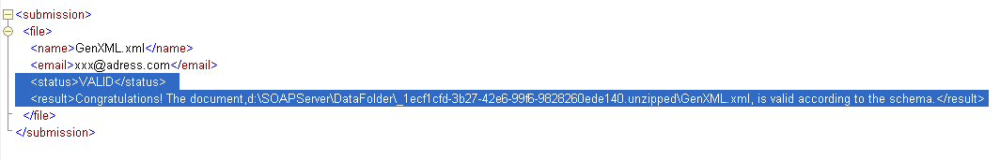 <submission>
<file>
<name>GenXML.xml</name>
<email>xxx@adress.com</email>
<status>VALID</status>
<result>Congratulations! The document,d:\SOAPServer\DataFolder\_1ecf1cfd-3b27-42e6-99f6-9828260ede140.unzipped\GenXML.xml, is valid according to the schema.</result>
</file>
</submission>